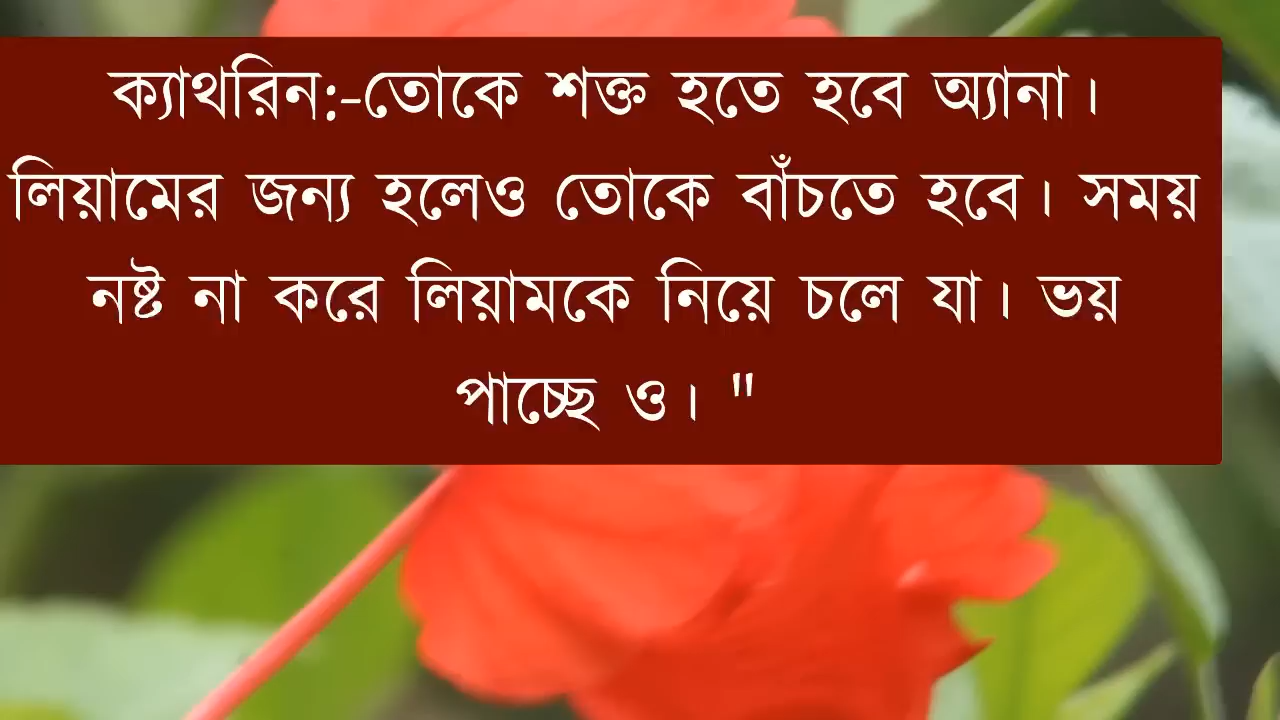 ক্যাথরিন:-তোকে শক্ত হতে হবে অ্যানা।
লিয়ামের জন্য হলেও তোকে বাঁচতে হবে। সময়
নষ্ট না করে লিয়ামকে নিয়ে চলে যা। ভয়
পাচ্ছে ও। "